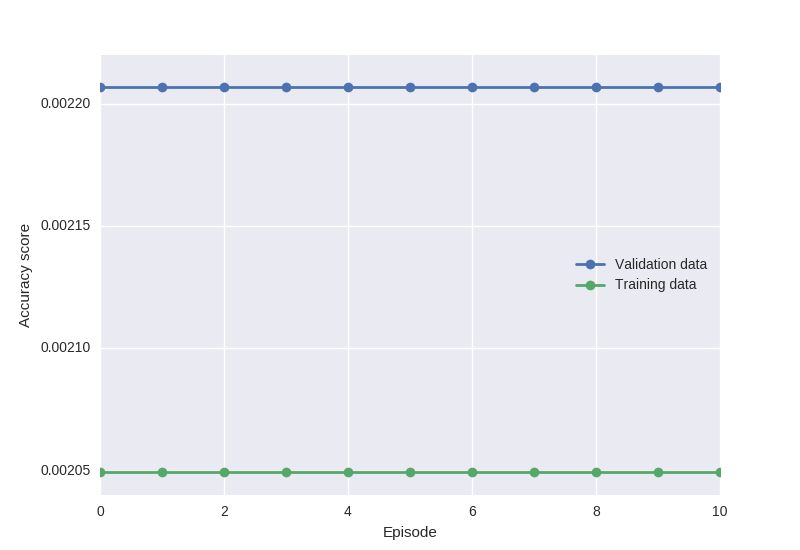 0.00220
0.00215
0.00210
0.00205
Accuracy score
Validation data
Training data
0 2 4 6 8 10
Episode